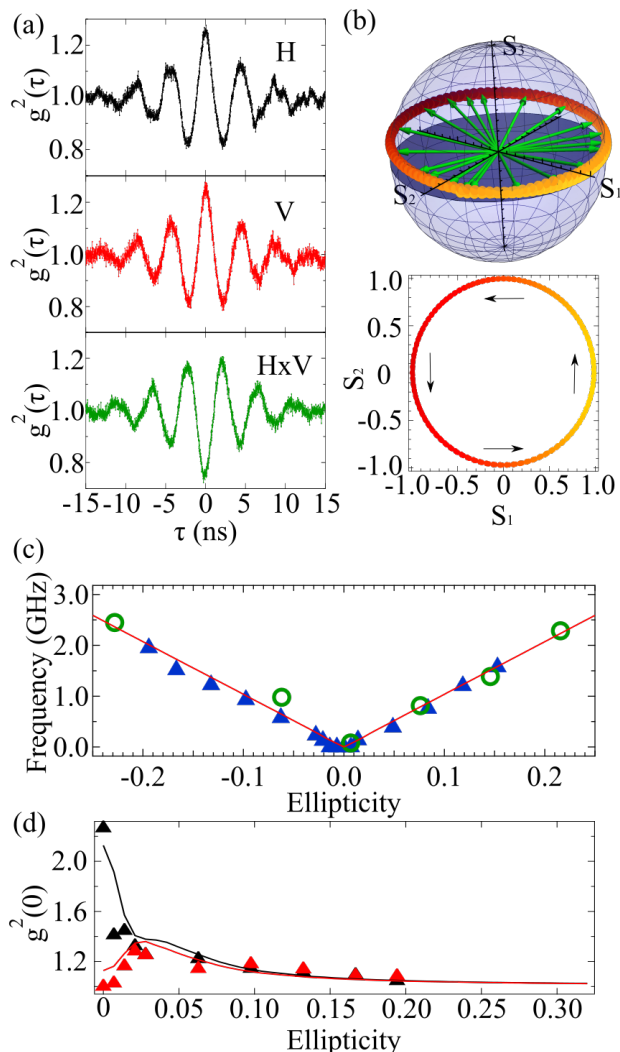 (a)
H
g²(τ)
1.2
1.0
0.8
V
g²(τ)
1.2
1.0
0.8
HxV
g²(τ)
1.2
1.0
0.8
-15 -10 -5 0 5 10 15
τ (ns)
(b)
S₃
S₂
S₁
1.0
0.5
0
-0.5
-1.0
S₂
-1.0 -0.5 0 0.5 1.0
S₁
(c)
Frequency (GHz)
3.0
2.0
1.0
0.0
-0.2 -0.1 0.0 0.1 0.2
Ellipticity
(d)
g²(0)
2.0
1.6
1.2
0 0.05 0.10 0.15 0.20 0.25 0.30
Ellipticity